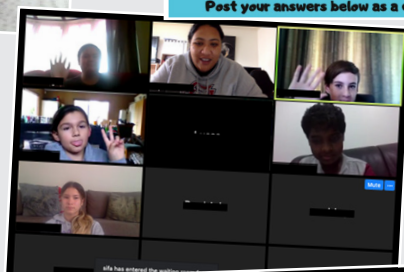 Post your answers below as a
Mute
sifa has entered the waiting room